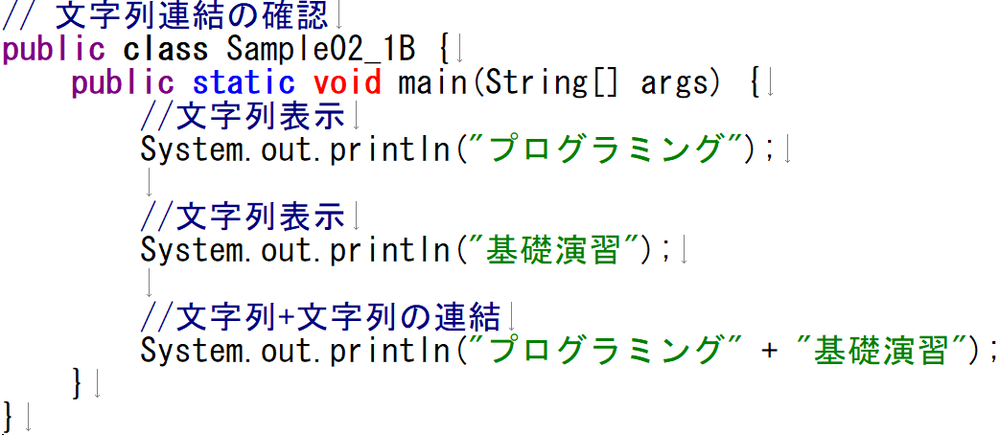 // 文字列連結の確認↓
public class Sample02_1B {↓
    public static void main(String[] args) {↓
        //文字列表示↓
        System.out.println("プログラミング");↓
        ↓
        //文字列表示↓
        System.out.println("基礎演習");↓
        ↓
        //文字列+文字列の連結↓
        System.out.println("プログラミング" + "基礎演習");
    }↓
}↓